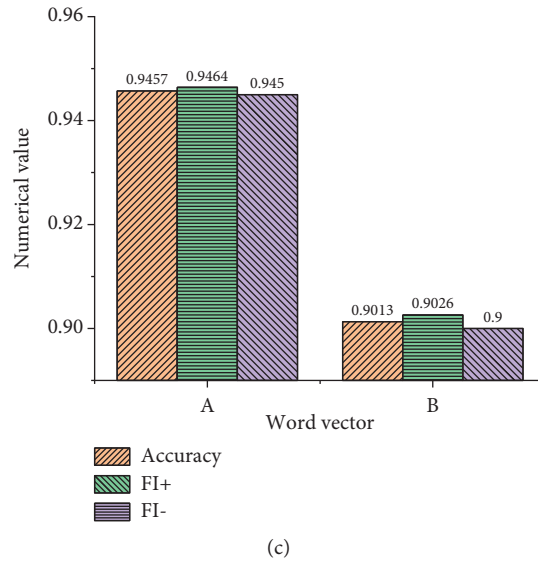 0.96
0.94
0.92
0.90
Numerical value
0.9457
0.9464
0.945
0.9013
0.9026
0.9
A
B
Word vector
Accuracy
FI+
FI-
(c)